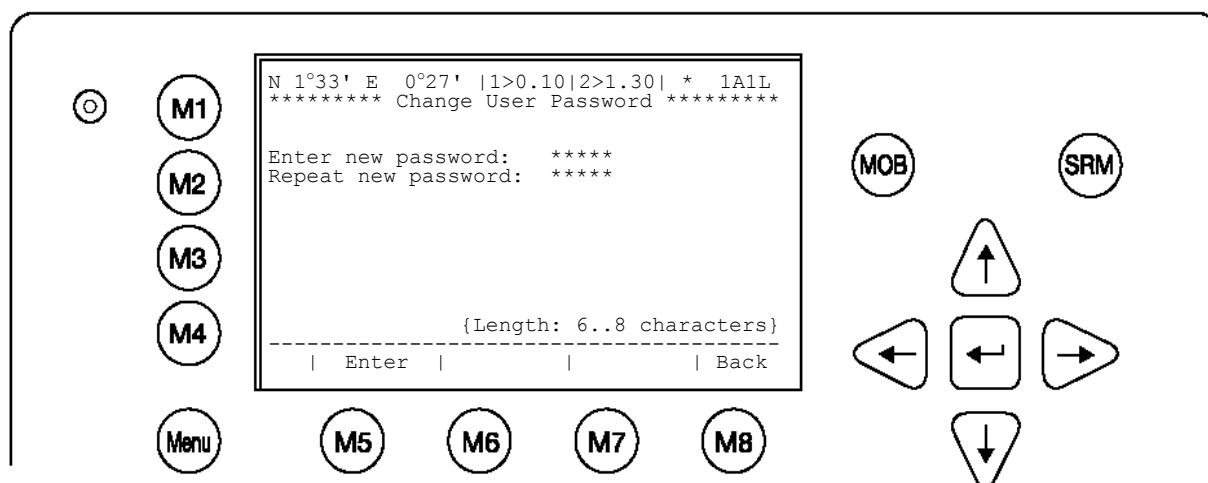 N 1°33' E 0°27' |1>0.10|2>1.30| * 1A1L
********* Change User Password *********
Enter new password: *****
Repeat new password: *****
{Length: 6..8 characters}
----------------------------------------
| Enter | | | Back
M1
M2
M3
M4
Menu
M5
M6
M7
M8
MOB
SRM